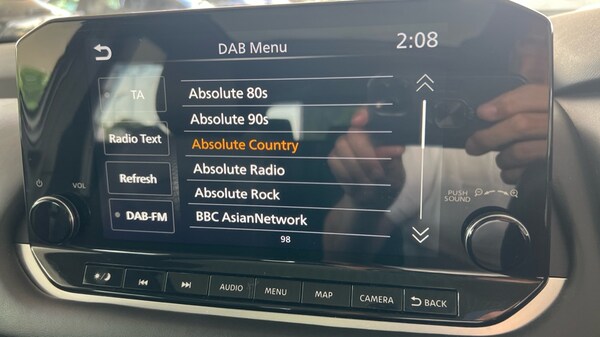 DAB Menu
2:08
TA
Absolute 80s
Absolute 90s
Radio Text
Absolute Country
Refresh
Absolute Radio
Absolute Rock
DAB-FM
BBC AsianNetwork
98
VOL
PUSH
SOUND
AUDIO
MENU
MAP
CAMERA
BACK